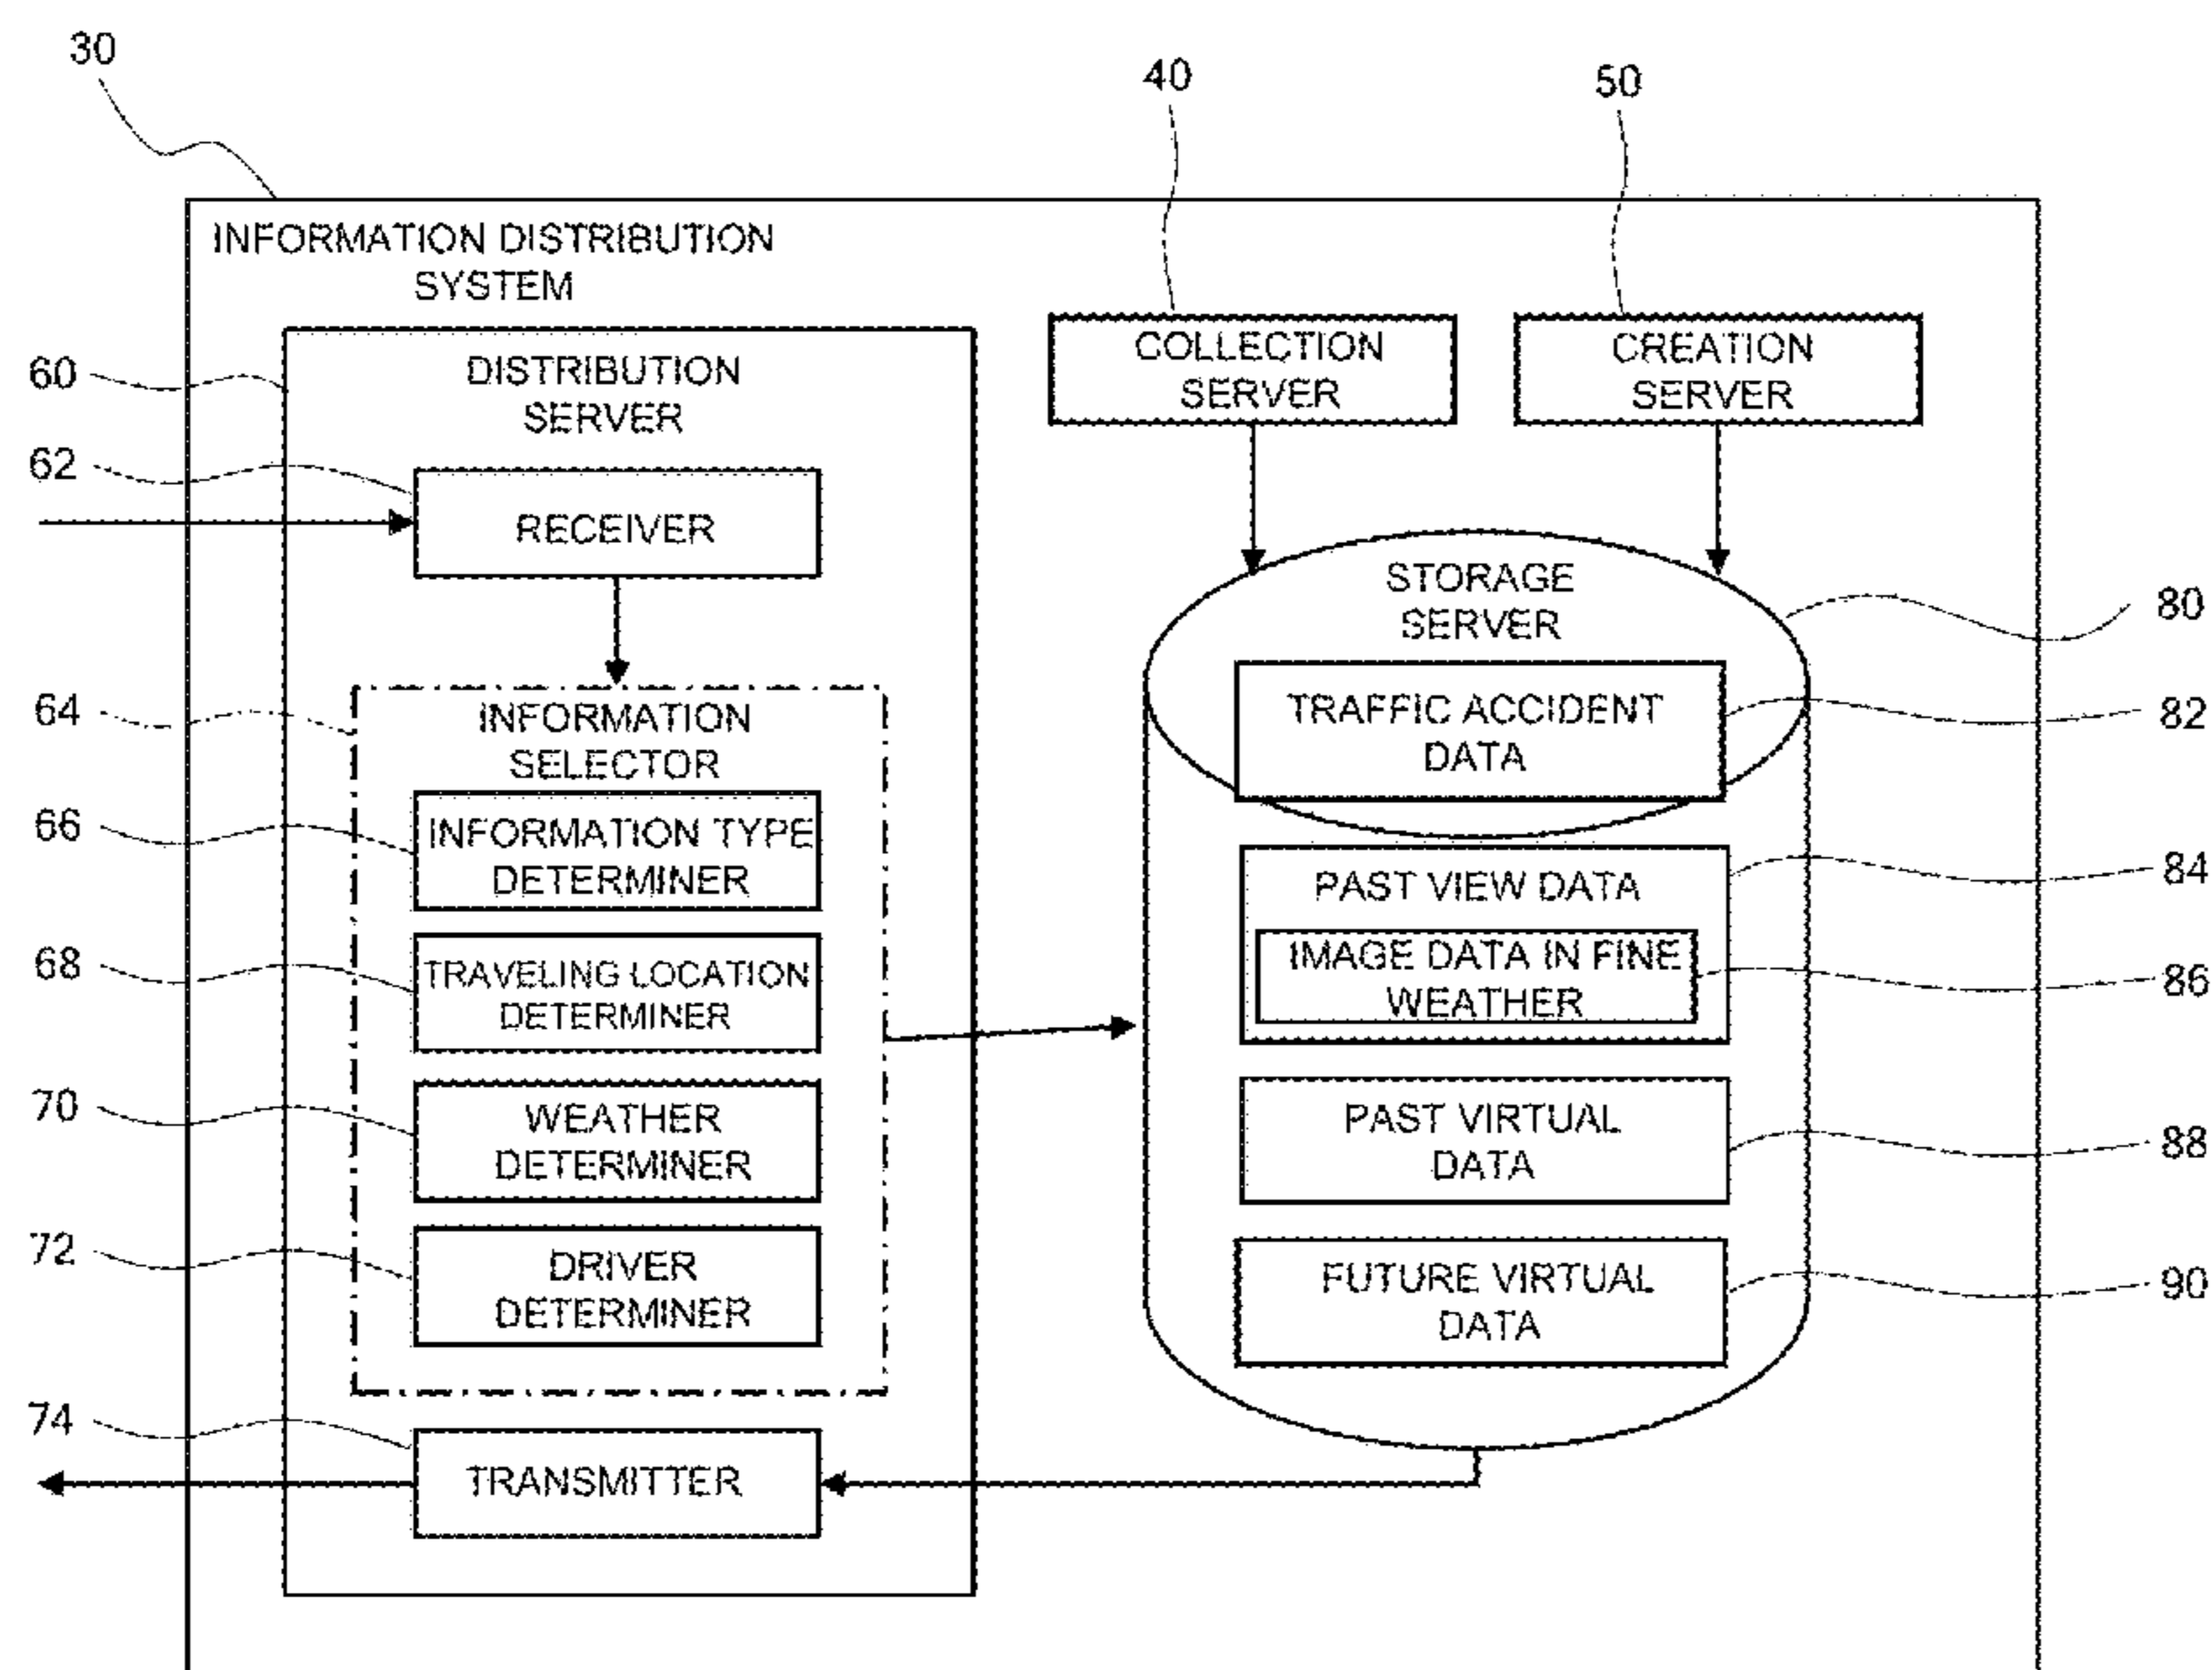 30
40
50
INFORMATION DISTRIBUTION
SYSTEM
COLLECTION
SERVER
CREATION
SERVER
60
DISTRIBUTION
SERVER
62
RECEIVER
STORAGE
SERVER
80
64
INFORMATION
SELECTOR
TRAFFIC ACCIDENT
DATA
82
66
INFORMATION TYPE
DETERMINER
PAST VIEW DATA
84
68
TRAVELING LOCATION
DETERMINER
IMAGE DATA IN FINE
WEATHER
86
70
WEATHER
DETERMINER
PAST VIRTUAL
DATA
88
72
DRIVER
DETERMINER
FUTURE VIRTUAL
DATA
90
74
TRANSMITTER